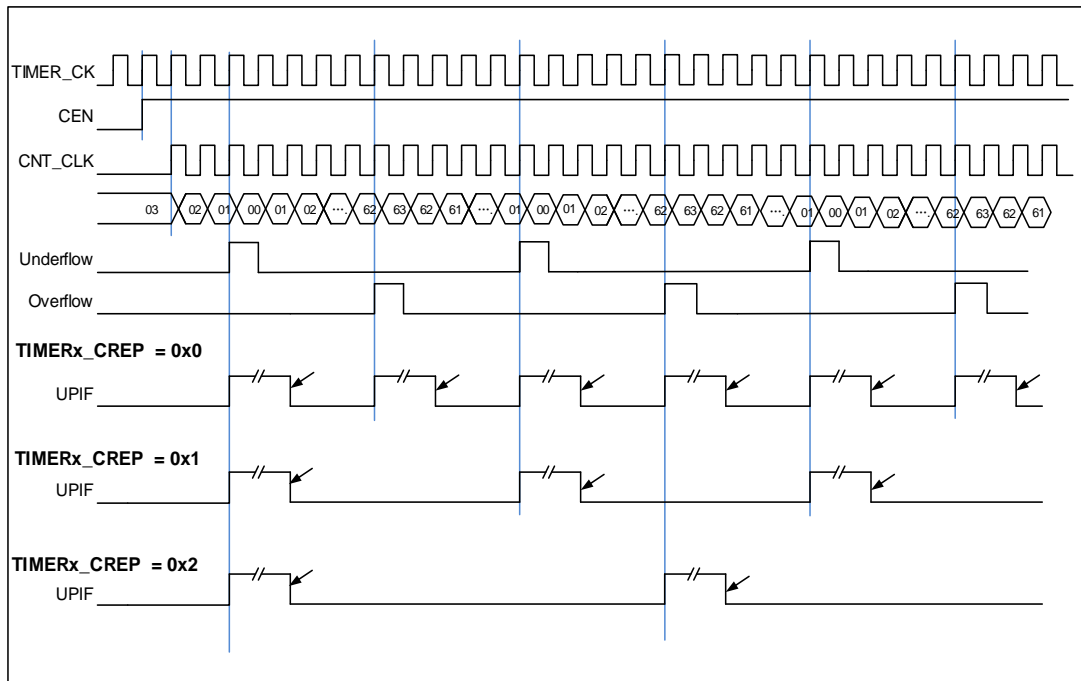 TIMER_CK
CEN
CNT_CLK
03 02 01 00 01 02 .... 62 63 62 61 .... 01 00 01 02 .... 62 63 62 61 .... 01 00 01 02 .... 62 63 62 61
Underflow
Overflow
TIMERx_CREP = 0x0
UPIF
TIMERx_CREP = 0x1
UPIF
TIMERx_CREP = 0x2
UPIF